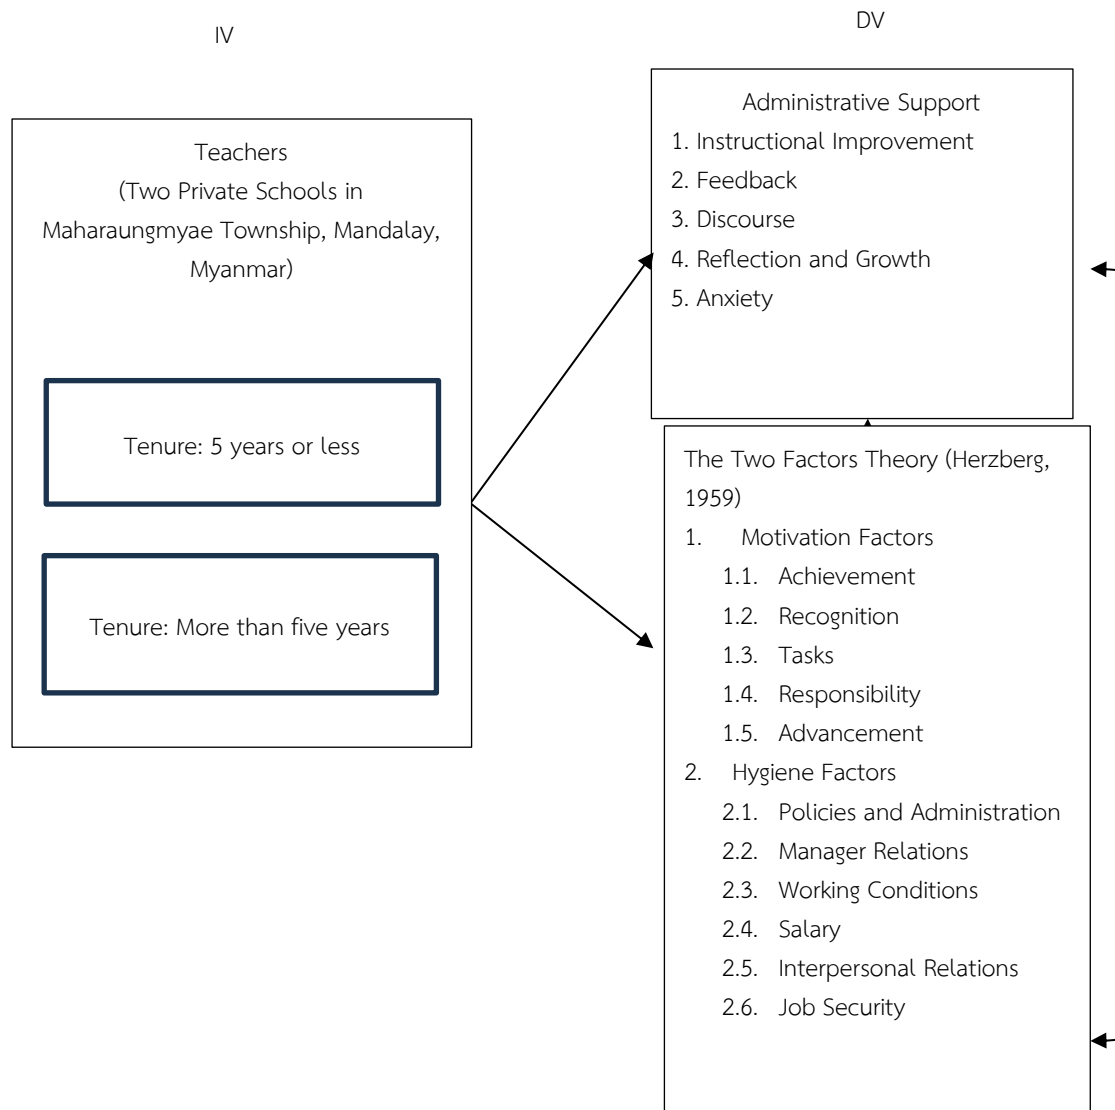 IV
DV
Teachers
(Two Private Schools in
Maharaungmyae Township, Mandalay,
Myanmar)
Tenure: 5 years or less
Tenure: More than five years
Administrative Support
1. Instructional Improvement
2. Feedback
3. Discourse
4. Reflection and Growth
5. Anxiety
The Two Factors Theory (Herzberg,
1959)
1. Motivation Factors
1.1. Achievement
1.2. Recognition
1.3. Tasks
1.4. Responsibility
1.5. Advancement
2. Hygiene Factors
2.1. Policies and Administration
2.2. Manager Relations
2.3. Working Conditions
2.4. Salary
2.5. Interpersonal Relations
2.6. Job Security